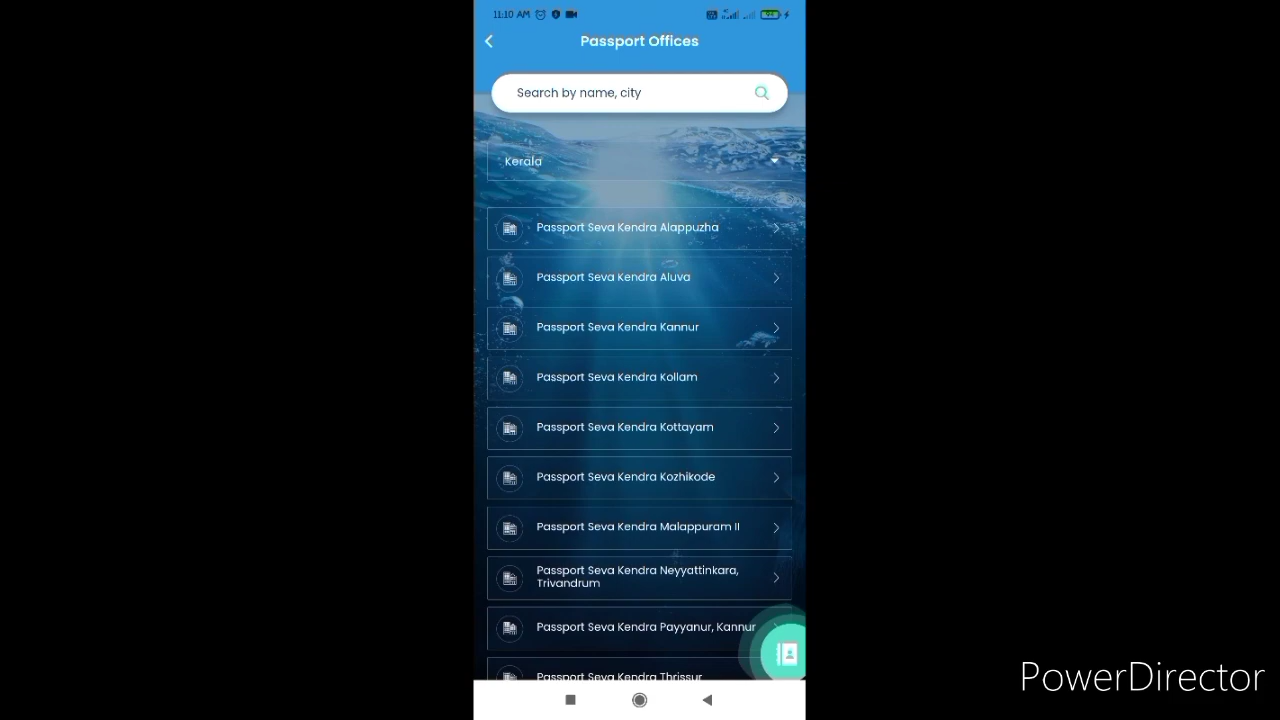 11:10 AM
Passport Offices
Search by name, city
Kerala
Passport Seva Kendra Alappuzha
Passport Seva Kendra Aluva
Passport Seva Kendra Kannur
Passport Seva Kendra Kollam
Passport Seva Kendra Kottayam
Passport Seva Kendra Kozhikode
Passport Seva Kendra Malappuram II
Passport Seva Kendra Neyyattinkara,
Trivandrum
Passport Seva Kendra Payyanur, Kannur
Passport Seva Kendra Thrissur
PowerDirector